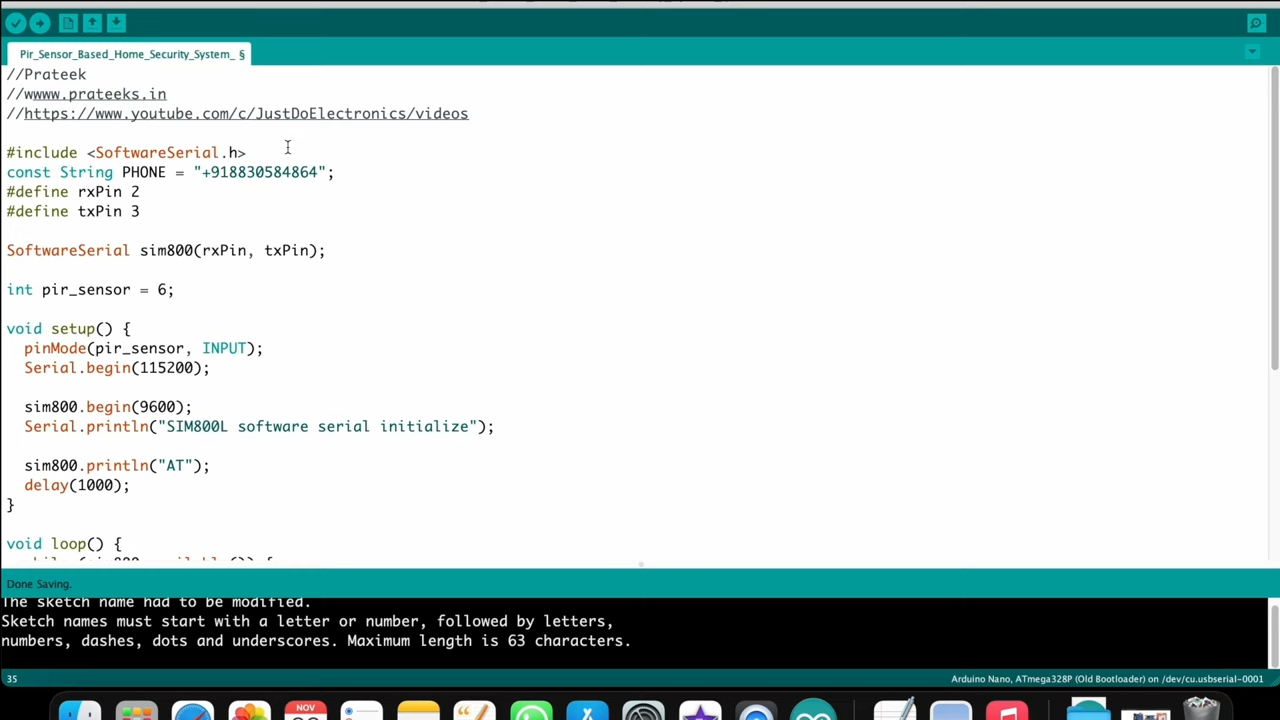 Pir_Sensor_Based_Home_Security_System_ §
//Prateek
//wwww.prateeks.in
//https://www.youtube.com/c/JustDoElectronics/videos
#include <SoftwareSerial.h>
const String PHONE = "+918830584864";
#define rxPin 2
#define txPin 3
SoftwareSerial sim800(rxPin, txPin);
int pir_sensor = 6;
void setup() {
pinMode(pir_sensor, INPUT);
Serial.begin(115200);
sim800.begin(9600);
Serial.println("SIM800L software serial initialize");
sim800.println("AT");
delay(1000);
}
void loop() {
Done Saving.
The sketch name had to be modified.
Sketch names must start with a letter or number, followed by letters,
numbers, dashes, dots and underscores. Maximum length is 63 characters.
35
Arduino Nano, ATmega328P (Old Bootloader) on /dev/cu.usbserial-0001
NOV